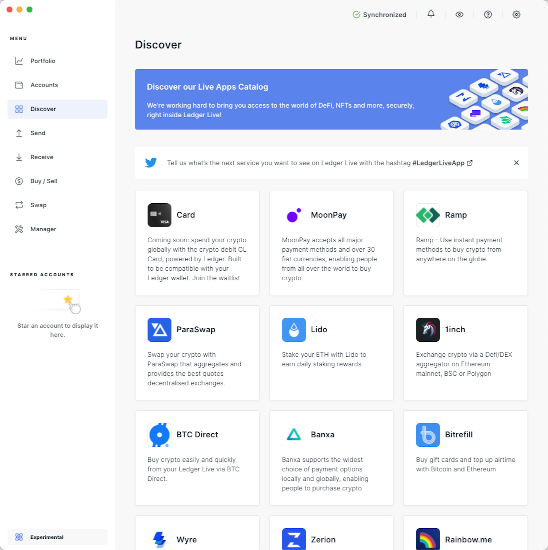 Synchronized
MENU
Portfolio
Accounts
Discover
Send
Receive
Buy / Sell
Swap
Manager
STARRED ACCOUNTS
Star an account to display it
here.
Experimental
Discover
Discover our Live Apps Catalog
We're working hard to bring you access to the world of DeFi, NFTs and more, securely,
right inside Ledger Live!
Tell us what's the next service you want to see on Ledger Live with the hashtag #LedgerLiveApp
Card
Coming soon: spend your crypto
globally with the crypto debit CL
Card, powered by Ledger. Built
to be compatible with your
Ledger wallet. Join the waitlist
MoonPay
MoonPay accepts all major
payment methods and over 30
fiat currencies, enabling people
from all over the world to buy
crypto.
Ramp
Ramp - Use instant payment
methods to buy crypto from
anywhere on the globe.
ParaSwap
Swap your crypto with
ParaSwap that aggregates and
provides the best quotes
decentralised exchanges.
Lido
Stake your ETH with Lido to
earn daily staking rewards.
1inch
Exchange crypto via a Defi/DEX
aggregator on Ethereum
mainnet, BSC or Polygon
BTC Direct
Buy crypto easily and quickly
from your Ledger Live via BTC
Direct.
Banxa
Banxa supports the widest
choice of payment options
locally and globally, enabling
people to purchase crypto
Bitrefill
Buy gift cards and top up airtime
with Bitcoin and Ethereum
Wyre
Zerion
Rainbow.me